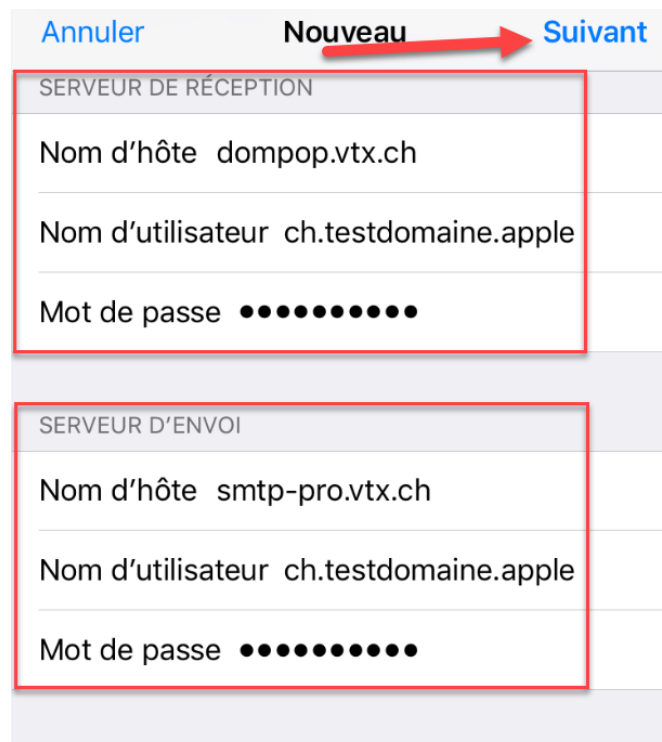 Annuler Nouveau Suivant
SERVEUR DE RÉCEPTION
Nom d’hôte dompop.vtx.ch
Nom d’utilisateur ch.testdomaine.apple
Mot de passe ●●●●●●●●●●
SERVEUR D’ENVOI
Nom d’hôte smtp-pro.vtx.ch
Nom d’utilisateur ch.testdomaine.apple
Mot de passe ●●●●●●●●●●